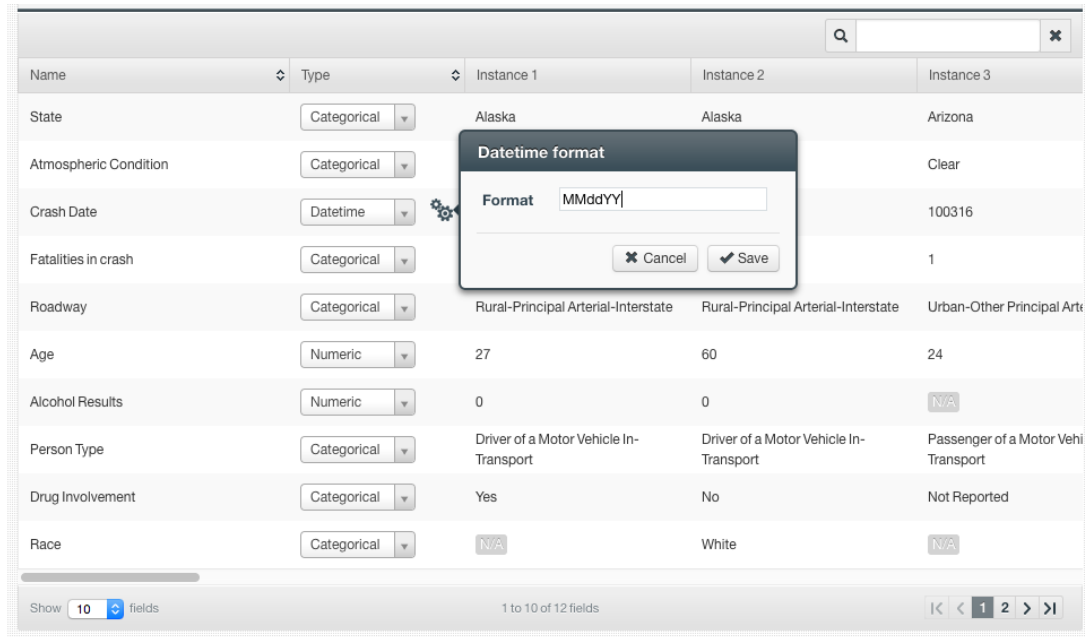 Name Type Instance 1 Instance 2 Instance 3
State Categorical Alaska Alaska Arizona
Datetime format
Atmospheric Condition Categorical Clear
Format MMddYY
Crash Date Datetime 100316
Cancel Save
Fatalities in crash Categorical 1
Roadway Categorical Rural-Principal Arterial-Interstate Rural-Principal Arterial-Interstate Urban-Other Principal Arte
Age Numeric 27 60 24
Alcohol Results Numeric 0 0 N/A
Person Type Categorical Driver of a Motor Vehicle In- Driver of a Motor Vehicle In- Passenger of a Motor Vehi
Transport Transport Transport
Drug Involvement Categorical Yes No Not Reported
Race Categorical N/A White N/A
Show 10 fields 1 to 10 of 12 fields 1 2